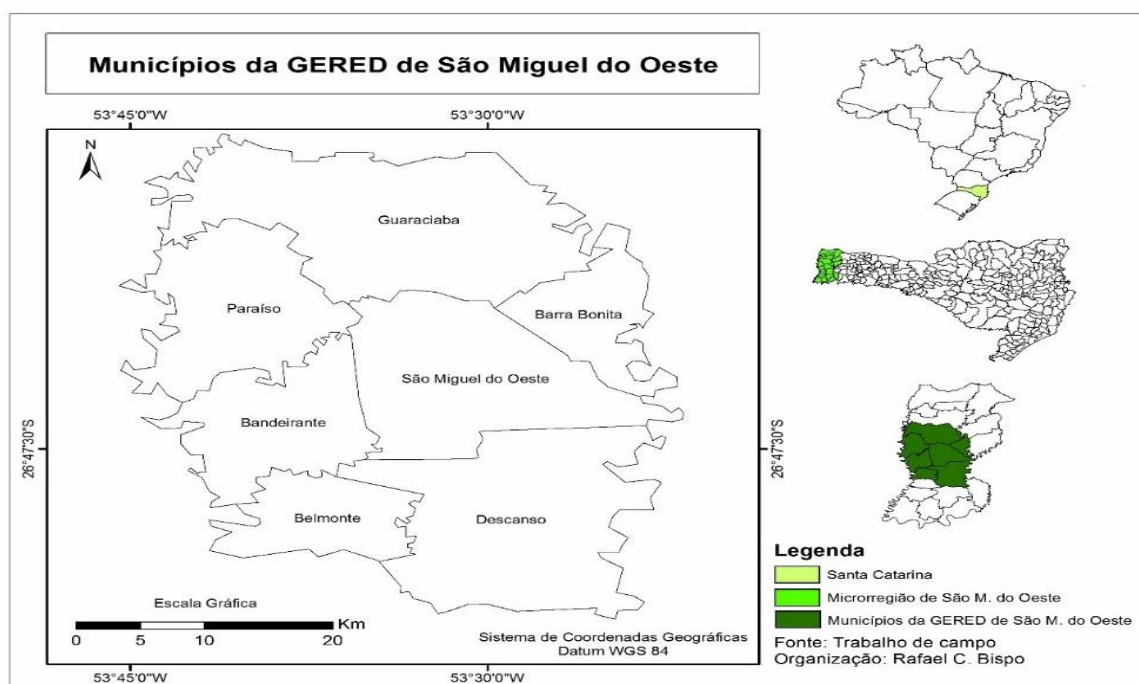 Municípios da GERED de São Miguel do Oeste
53°45'0"W
53°30'0"W
N
Guaraciaba
Paraíso
Barra Bonita
São Miguel do Oeste
Bandeirante
26°47'30"S
26°47'30"S
Belmonte
Descanso
Escala Gráfica
Km
0 5 10 20
Sistema de Coordenadas Geográficas
Datum WGS 84
53°45'0"W
53°30'0"W
Legenda
Santa Catarina
Microrregião de São M. do Oeste
Municípios da GERED de São M. do Oeste
Fonte: Trabalho de campo
Organização: Rafael C. Bispo